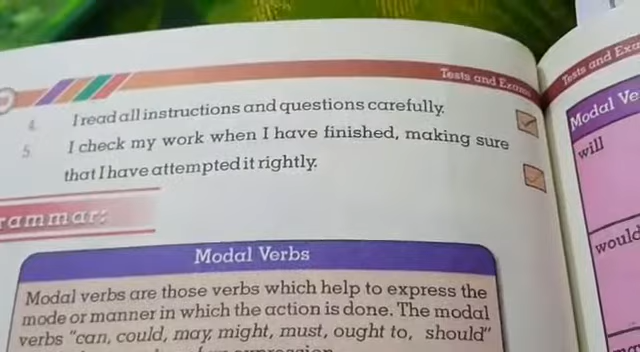 Tests and Exams
4. I read all instructions and questions carefully.
5. I check my work when I have finished, making sure
that I have attempted it rightly.
rammar:
Modal Verbs
Modal verbs are those verbs which help to express the
mode or manner in which the action is done. The modal
verbs "can, could, may, might, must, ought to, should"
expression
Tests and Exa
Modal Ve
will
would